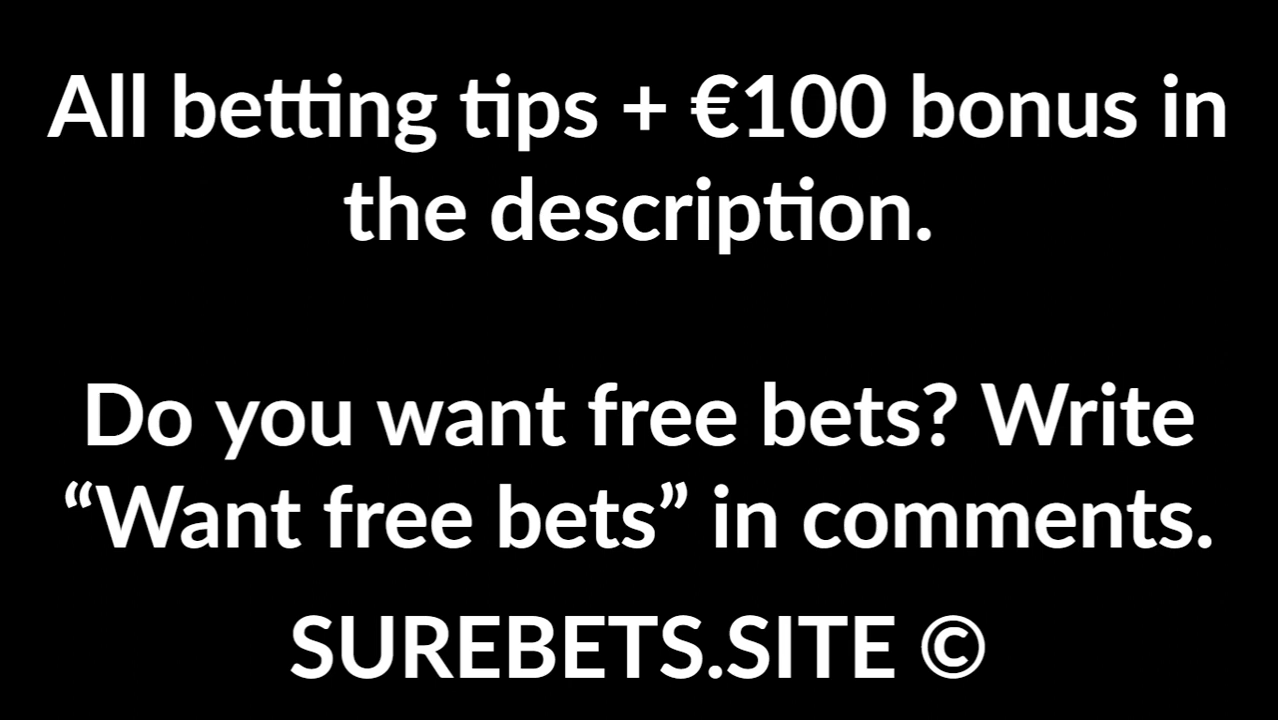 All betting tips + €100 bonus in
the description.
Do you want free bets? Write
“Want free bets” in comments.
SUREBETS.SITE ©